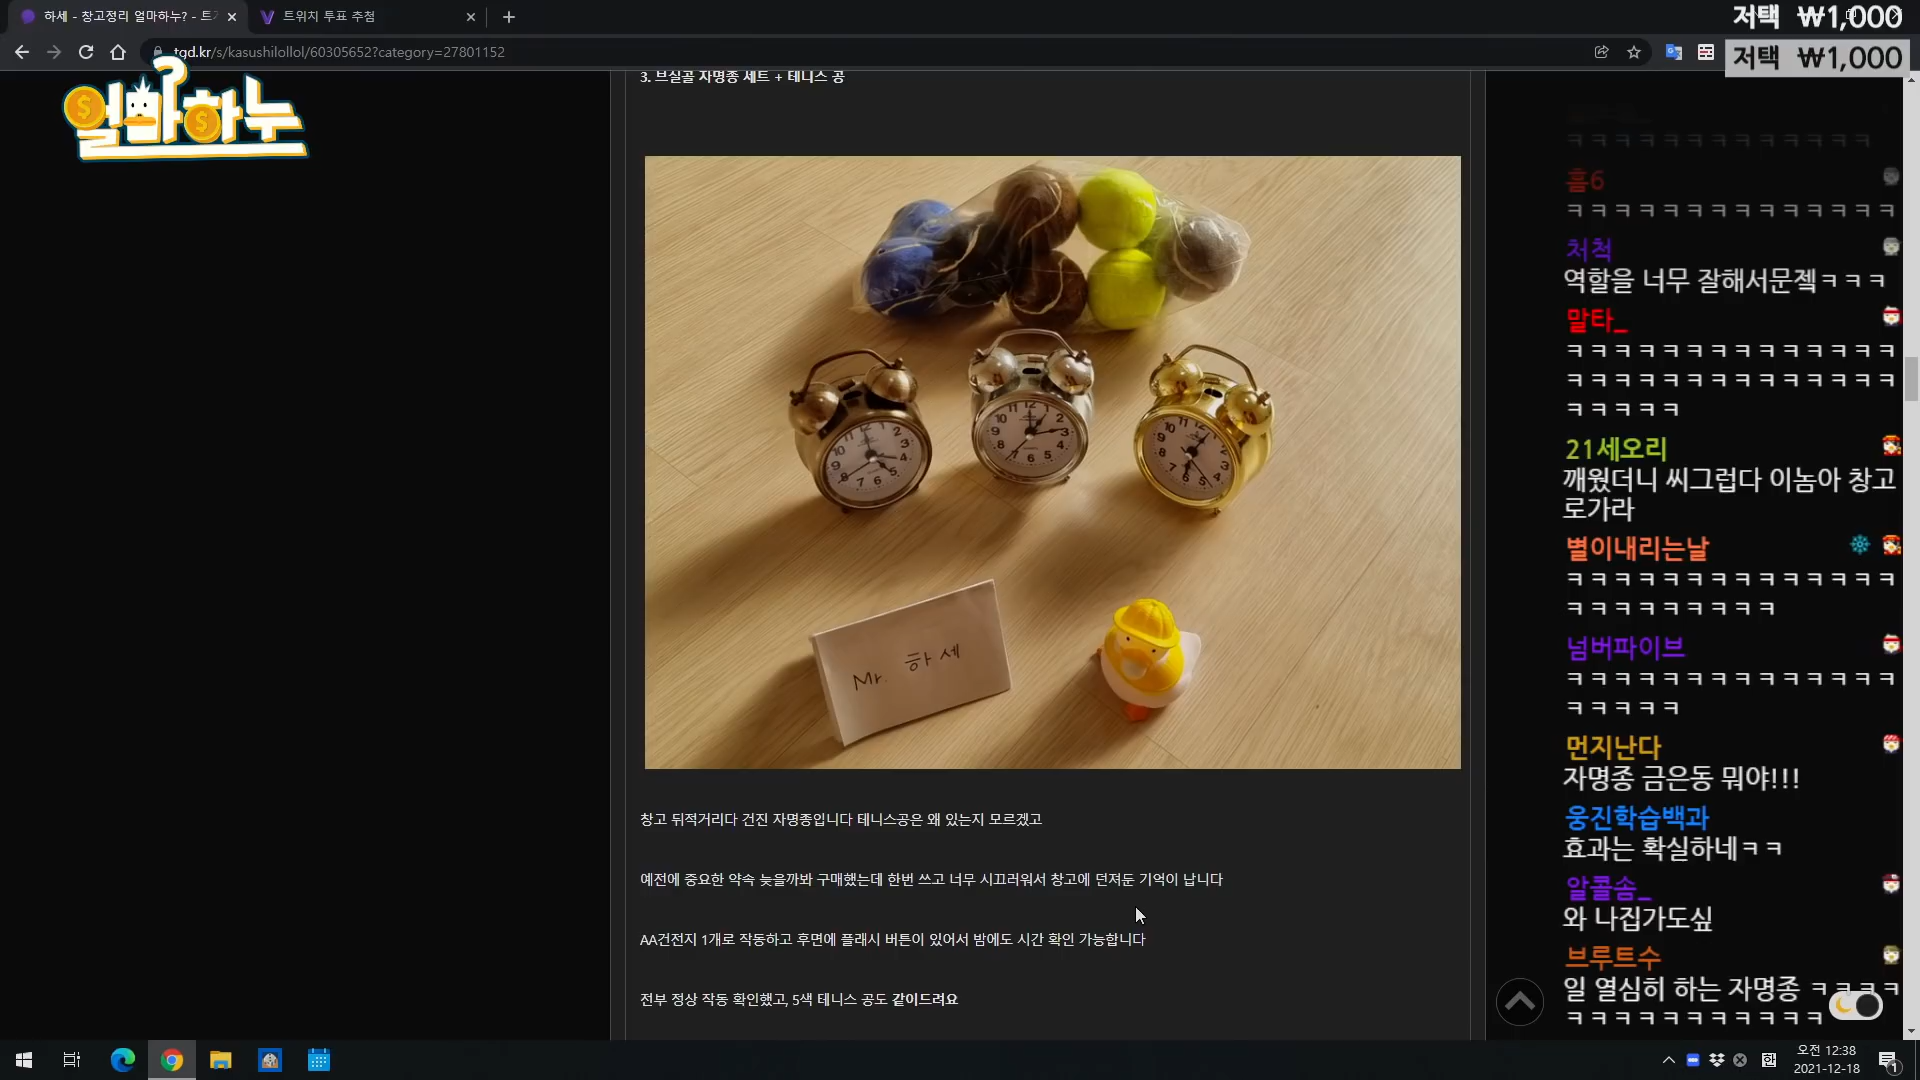 하세 - 창고정리 얼마하누? - 트
트위치 투표 추첨
저택 ₩1,000
tgd.kr/s/kasushilollol/60305652?category=27801152
저택 ₩1,000
얼마하누?
3. 브실골 자명종 세트 + 테니스 공
Mr. 하세
창고 뒤적거리다 건진 자명종입니다 테니스공은 왜 있는지 모르겠고
예전에 중요한 약속 늦을까봐 구매했는데 한번 쓰고 너무 시끄러워서 창고에 던져둔 기억이 납니다
AA건전지 1개로 작동하고 후면에 플래시 버튼이 있어서 밤에도 시간 확인 가능합니다
전부 정상 작동 확인했고, 5색 테니스 공도 같이드려요
ㅋㅋㅋㅋㅋㅋㅋㅋㅋㅋㅋㅋㅋ
흠6
ㅋㅋㅋㅋㅋㅋㅋㅋㅋㅋㅋㅋㅋㅋ
처척
역할을 너무 잘해서문젴ㅋㅋㅋ
말타_
ㅋㅋㅋㅋㅋㅋㅋㅋㅋㅋㅋㅋㅋㅋ
ㅋㅋㅋㅋㅋㅋㅋㅋㅋㅋㅋㅋㅋㅋ
ㅋㅋㅋㅋㅋ
21세오리
깨웠더니 씨그럽다 이놈아 창고
로가라
별이내리는날
ㅋㅋㅋㅋㅋㅋㅋㅋㅋㅋㅋㅋㅋㅋ
ㅋㅋㅋㅋㅋㅋㅋㅋㅋ
넘버파이브
ㅋㅋㅋㅋㅋㅋㅋㅋㅋㅋㅋㅋㅋㅋ
ㅋㅋㅋㅋㅋ
먼지난다
자명종 금은동 뭐야!!!
웅진학습백과
효과는 확실하네ㅋㅋ
알콜솜_
와 나집가도싶
브루트수
일 열심히 하는 자명종 ㅋㅋㅋㅋ
ㅋㅋㅋㅋㅋㅋㅋㅋㅋㅋㅋ
한
오전 12:38
2021-12-18
1